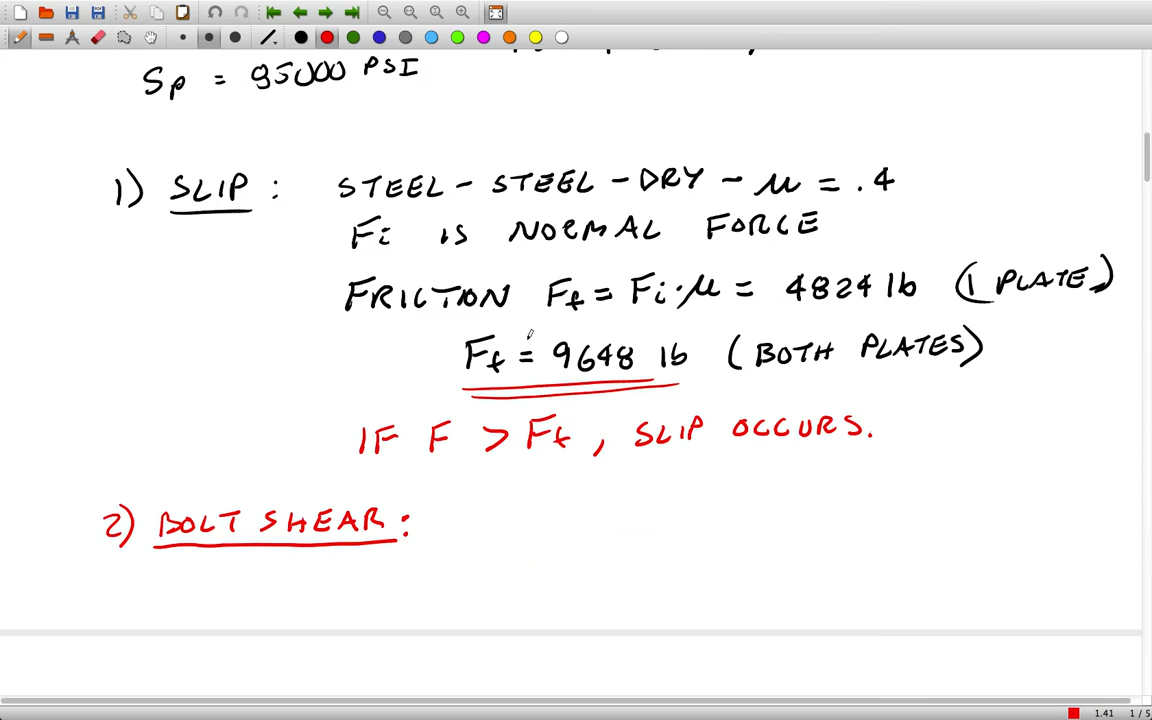 Sp = 95000 PSI
1) SLIP : STEEL - STEEL - DRY - μ = .4
Fi IS NORMAL FORCE
FRICTION Ff = Fi · μ = 4824 lb (1 PLATE)
Ff = 9648 lb (BOTH PLATES)
IF F > Ff , SLIP OCCURS.
2) BOLT SHEAR :
1.41 1 / 5